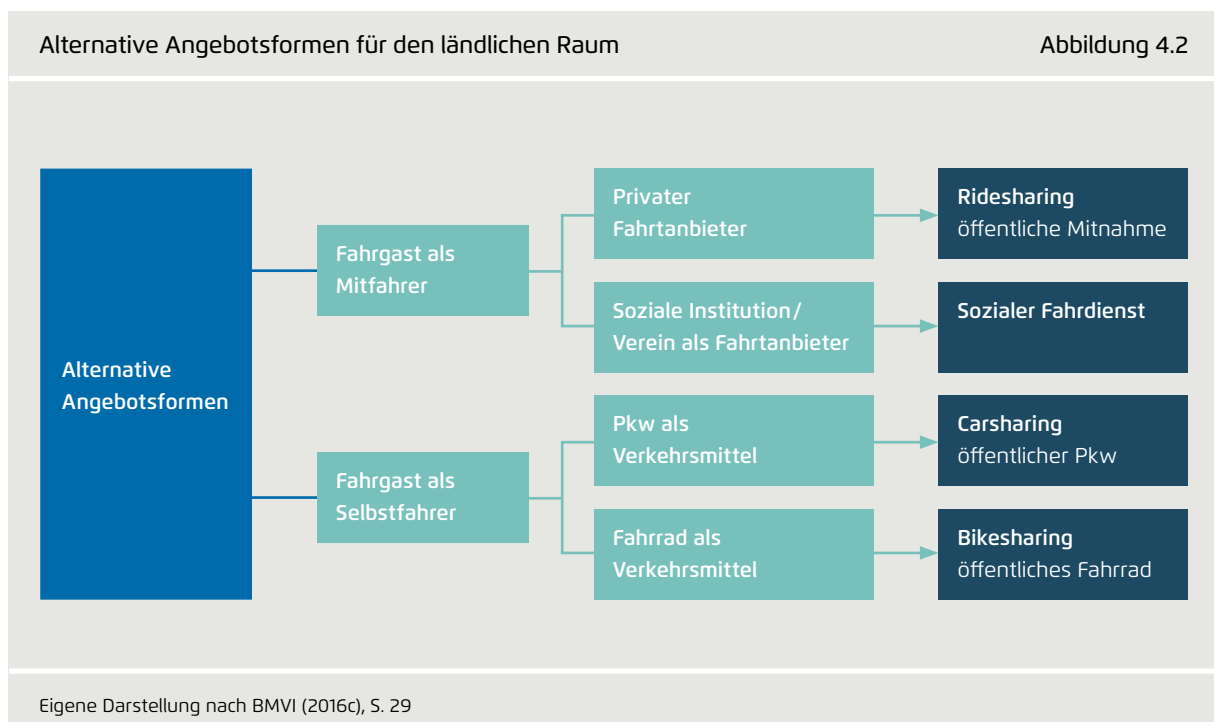 Alternative Angebotsformen für den ländlichen Raum
Abbildung 4.2
Alternative
Angebotsformen
Fahrgast als
Mitfahrer
Privater
Fahrtanbieter
Ridesharing
öffentliche Mitnahme
Soziale Institution/
Verein als Fahrtanbieter
Sozialer Fahrdienst
Fahrgast als
Selbstfahrer
Pkw als
Verkehrsmittel
Carsharing
öffentlicher Pkw
Fahrrad als
Verkehrsmittel
Bikesharing
öffentliches Fahrrad
Eigene Darstellung nach BMVI (2016c), S. 29